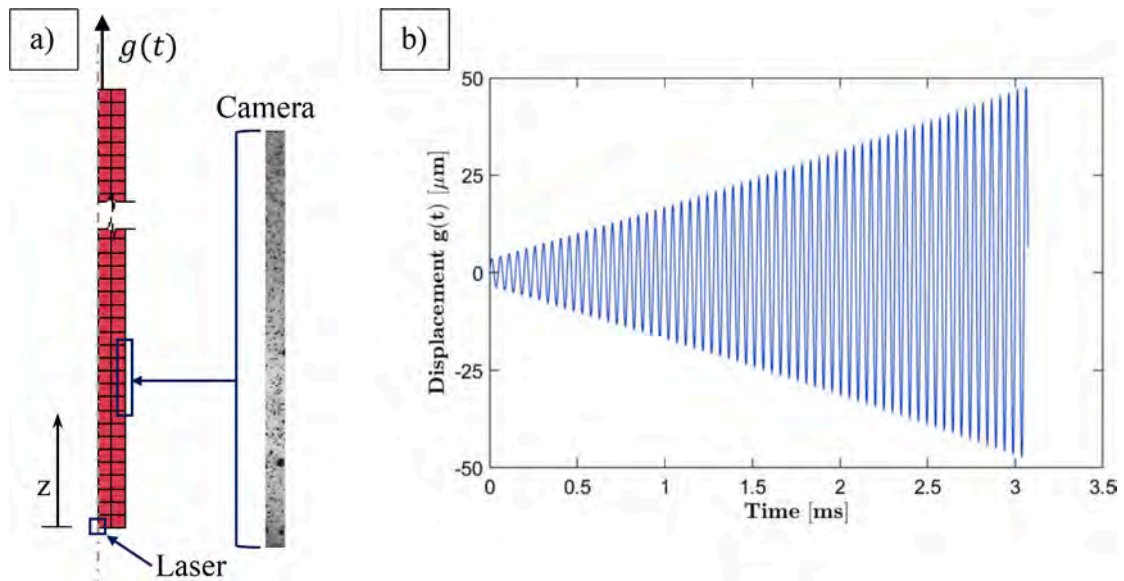 a)
g(t)
Camera
z
Laser
b)
Displacement g(t) [μm]
50
25
0
-25
-50
0 0.5 1 1.5 2 2.5 3 3.5
Time [ms]